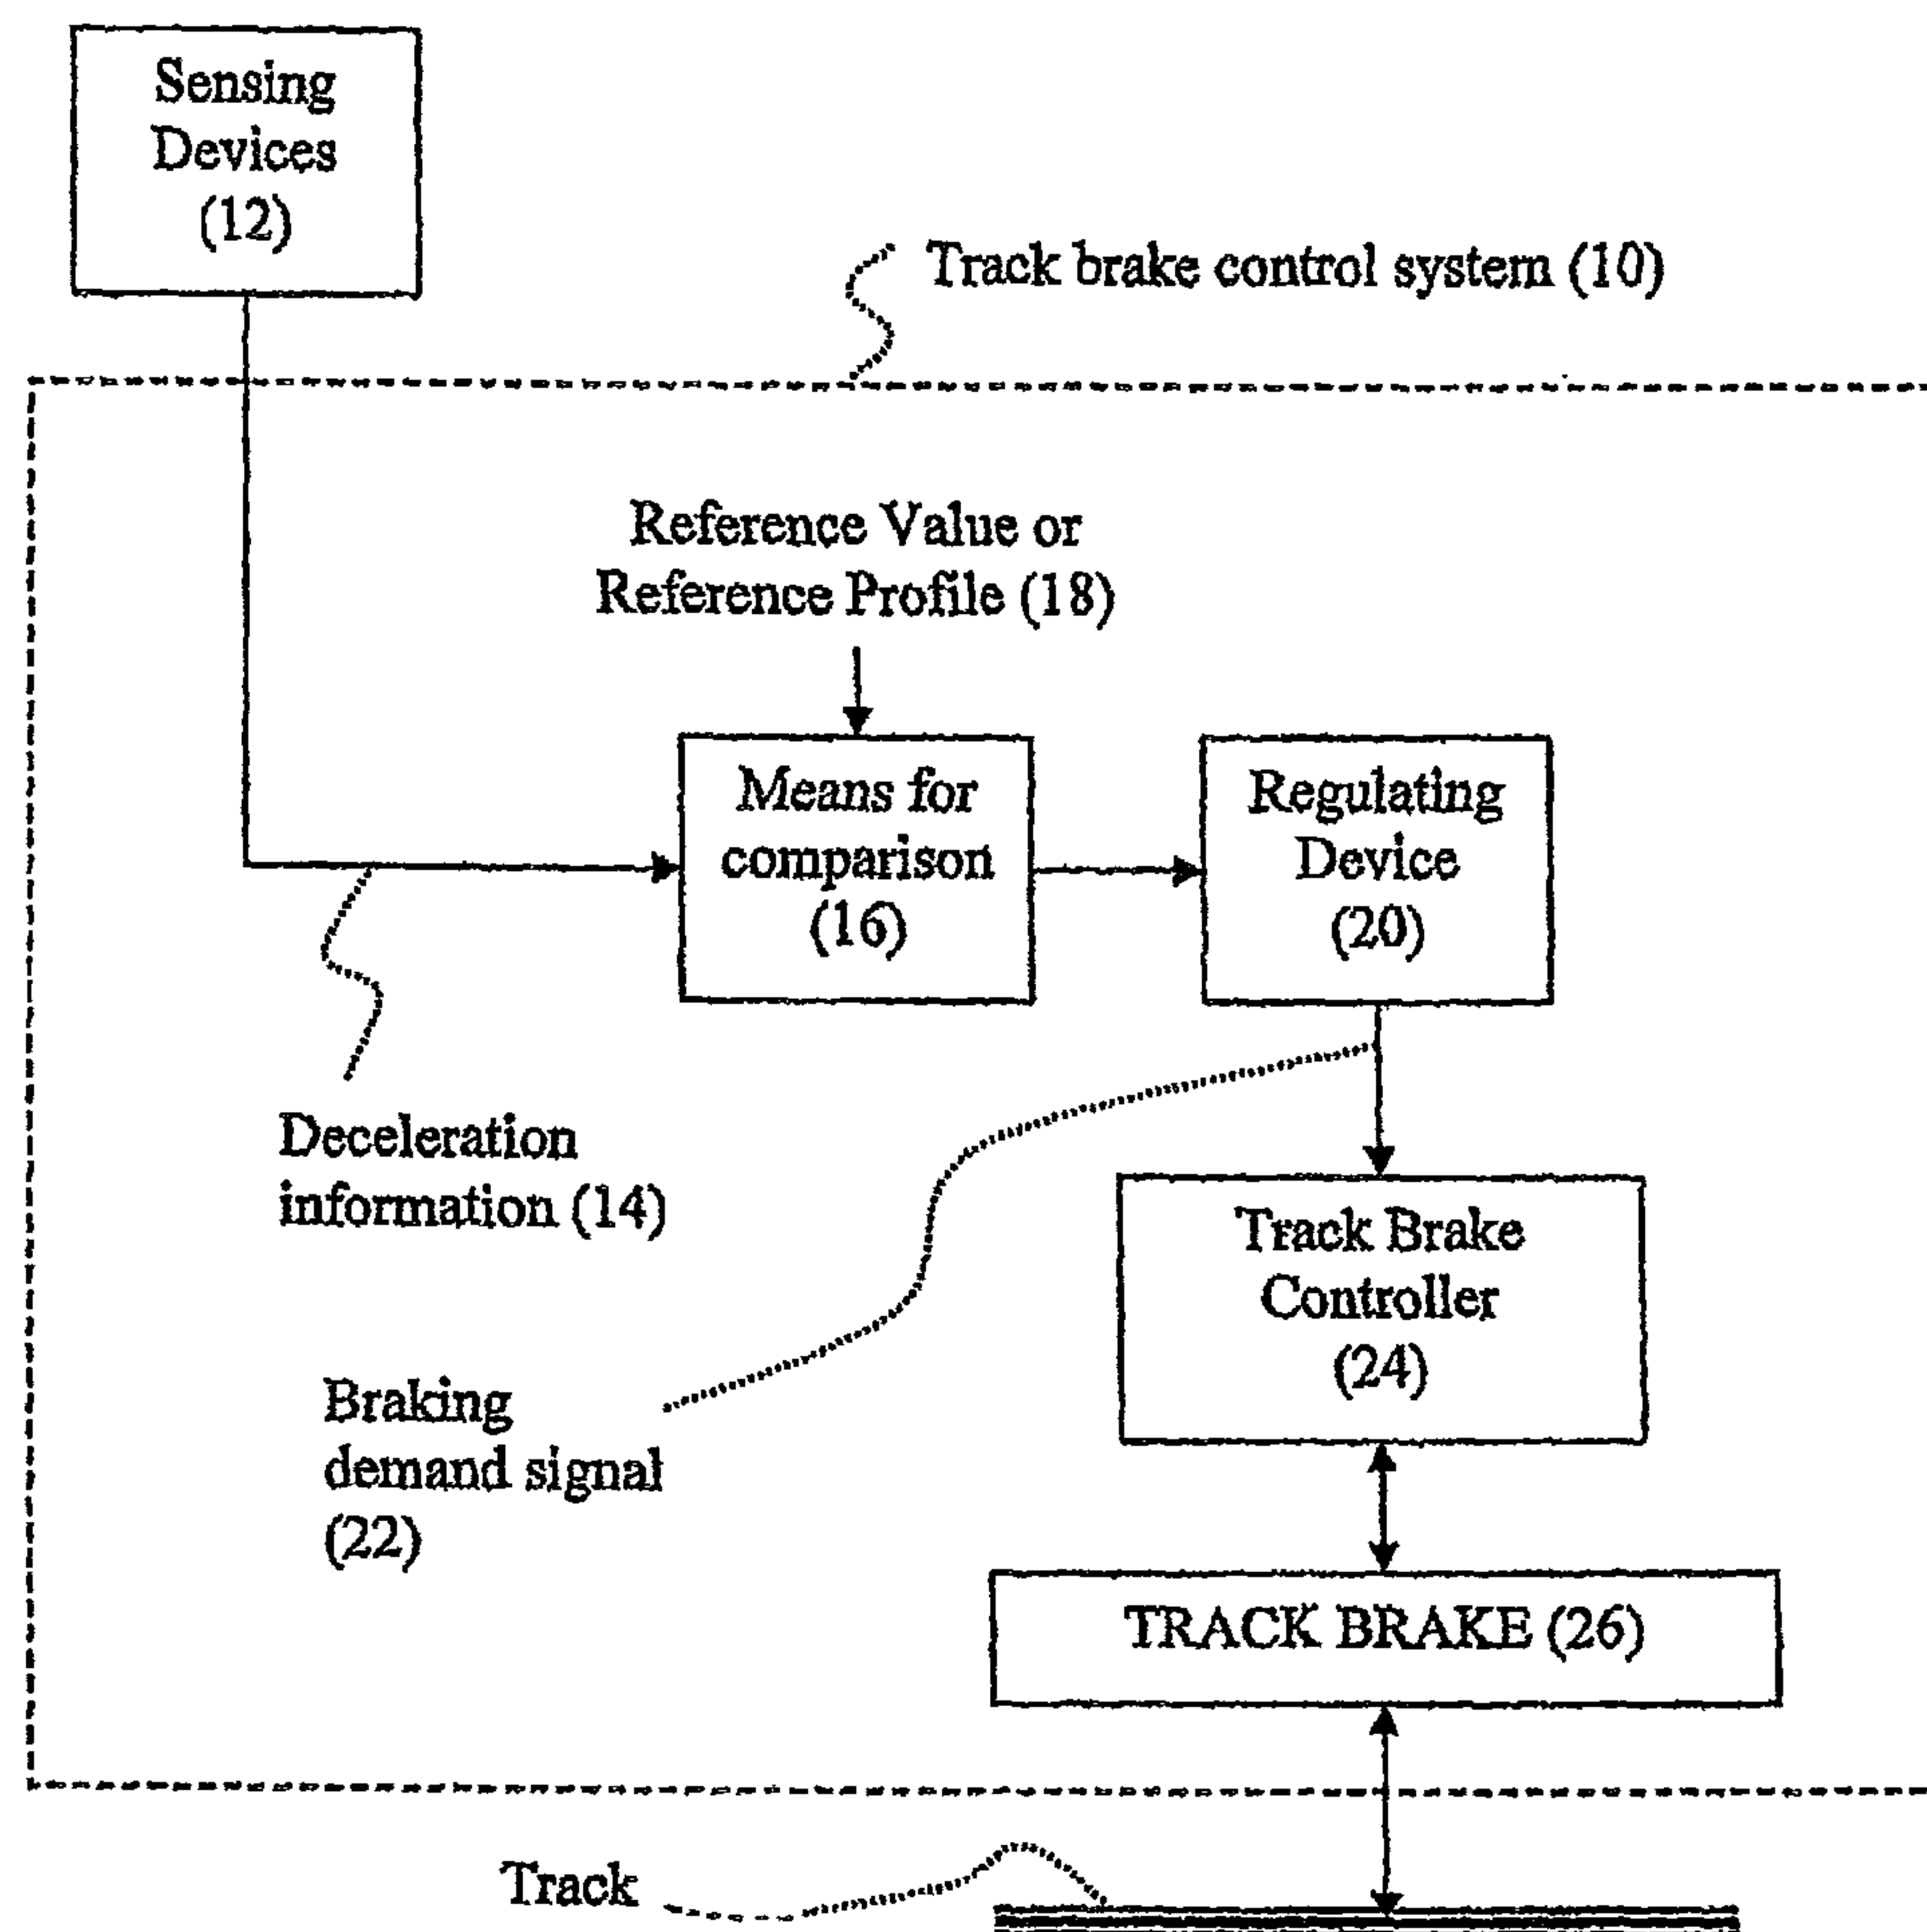 Sensing
Devices
(12)
Track brake control system (10)
Reference Value or
Reference Profile (18)
Means for
comparison
(16)
Regulating
Device
(20)
Deceleration
information (14)
Track Brake
Controller
(24)
Braking
demand signal
(22)
TRACK BRAKE (26)
Track